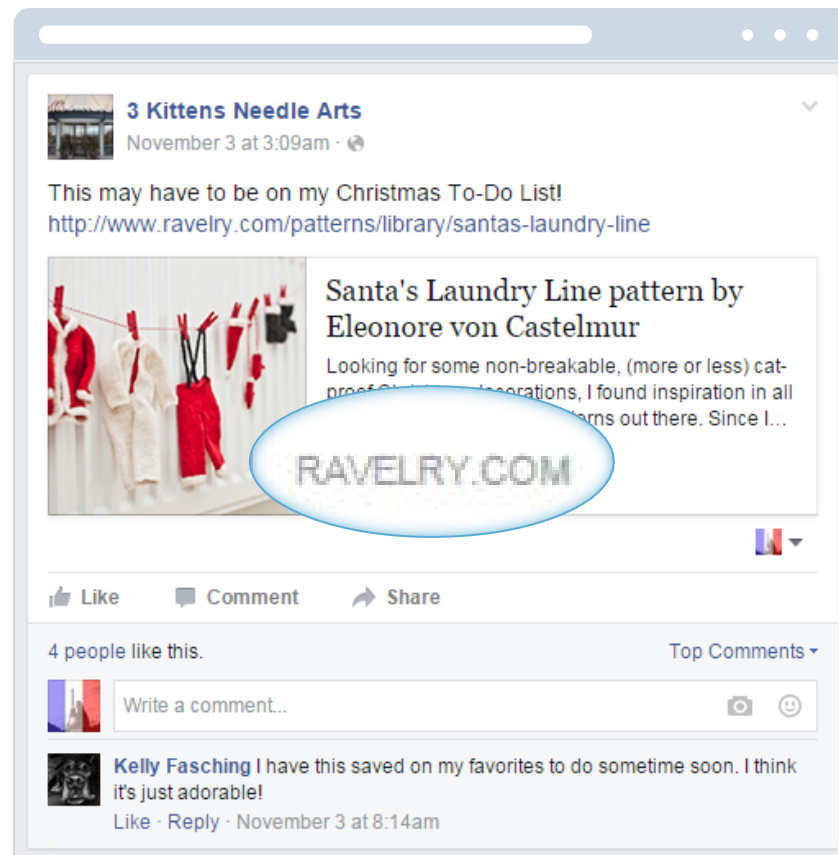 3 Kittens Needle Arts
November 3 at 3:09am ·
This may have to be on my Christmas To-Do List!
http://www.ravelry.com/patterns/library/santas-laundry-line
Santa's Laundry Line pattern by
Eleonore von Castelmur
Looking for some non-breakable, (more or less) cat-
I found inspiration in all
out there. Since I...
RAVELRY.COM
Like Comment Share
4 people like this. Top Comments
Write a comment...
Kelly Fasching I have this saved on my favorites to do sometime soon. I think
it's just adorable!
Like · Reply · November 3 at 8:14am